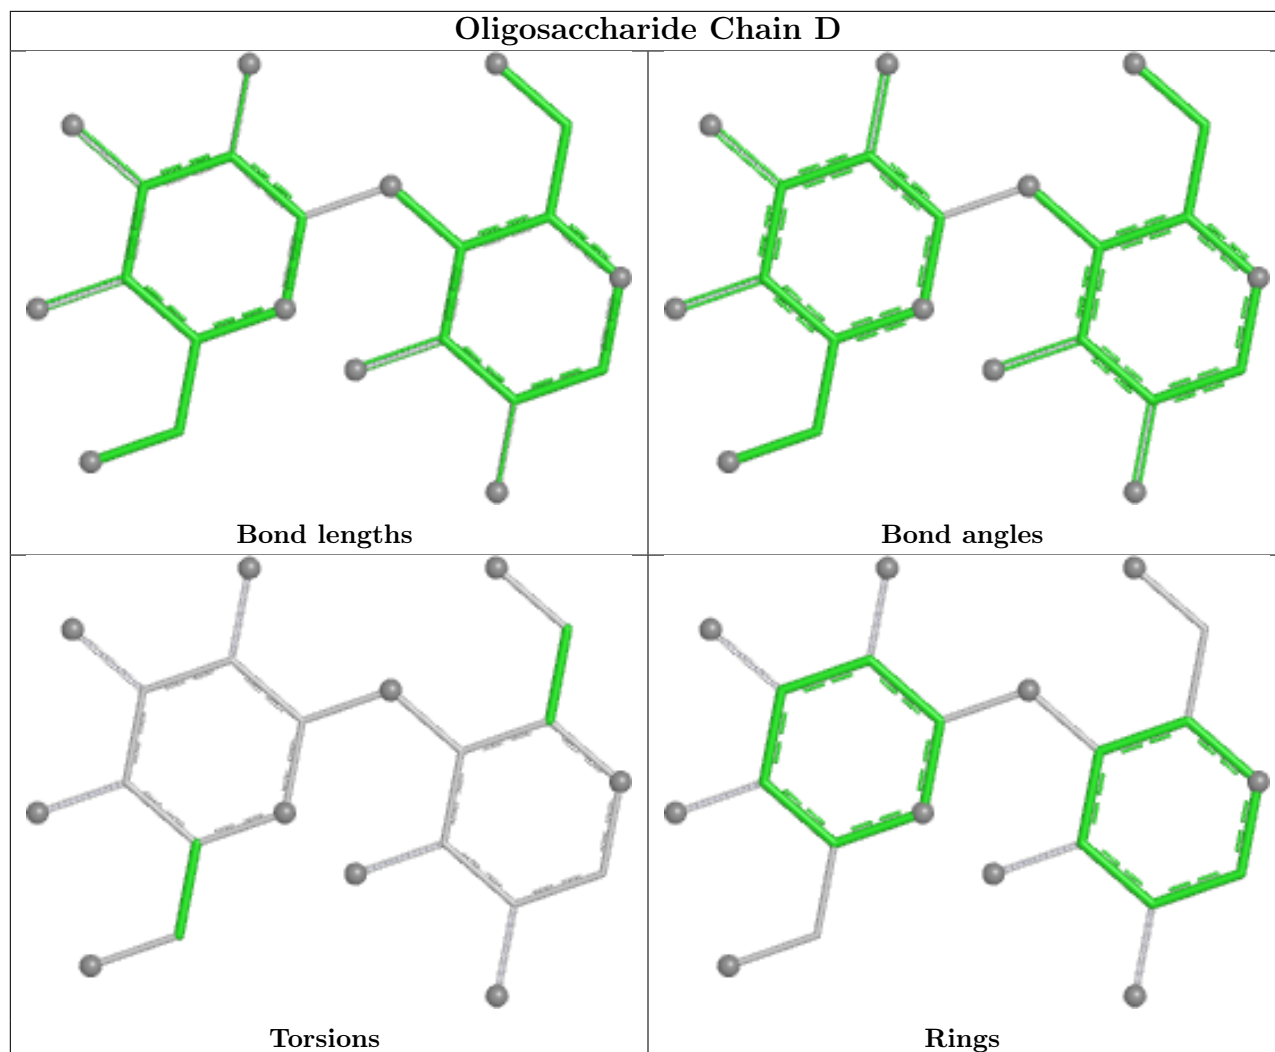 Oligosaccharide Chain D
Bond lengths
Bond angles
Torsions
Rings